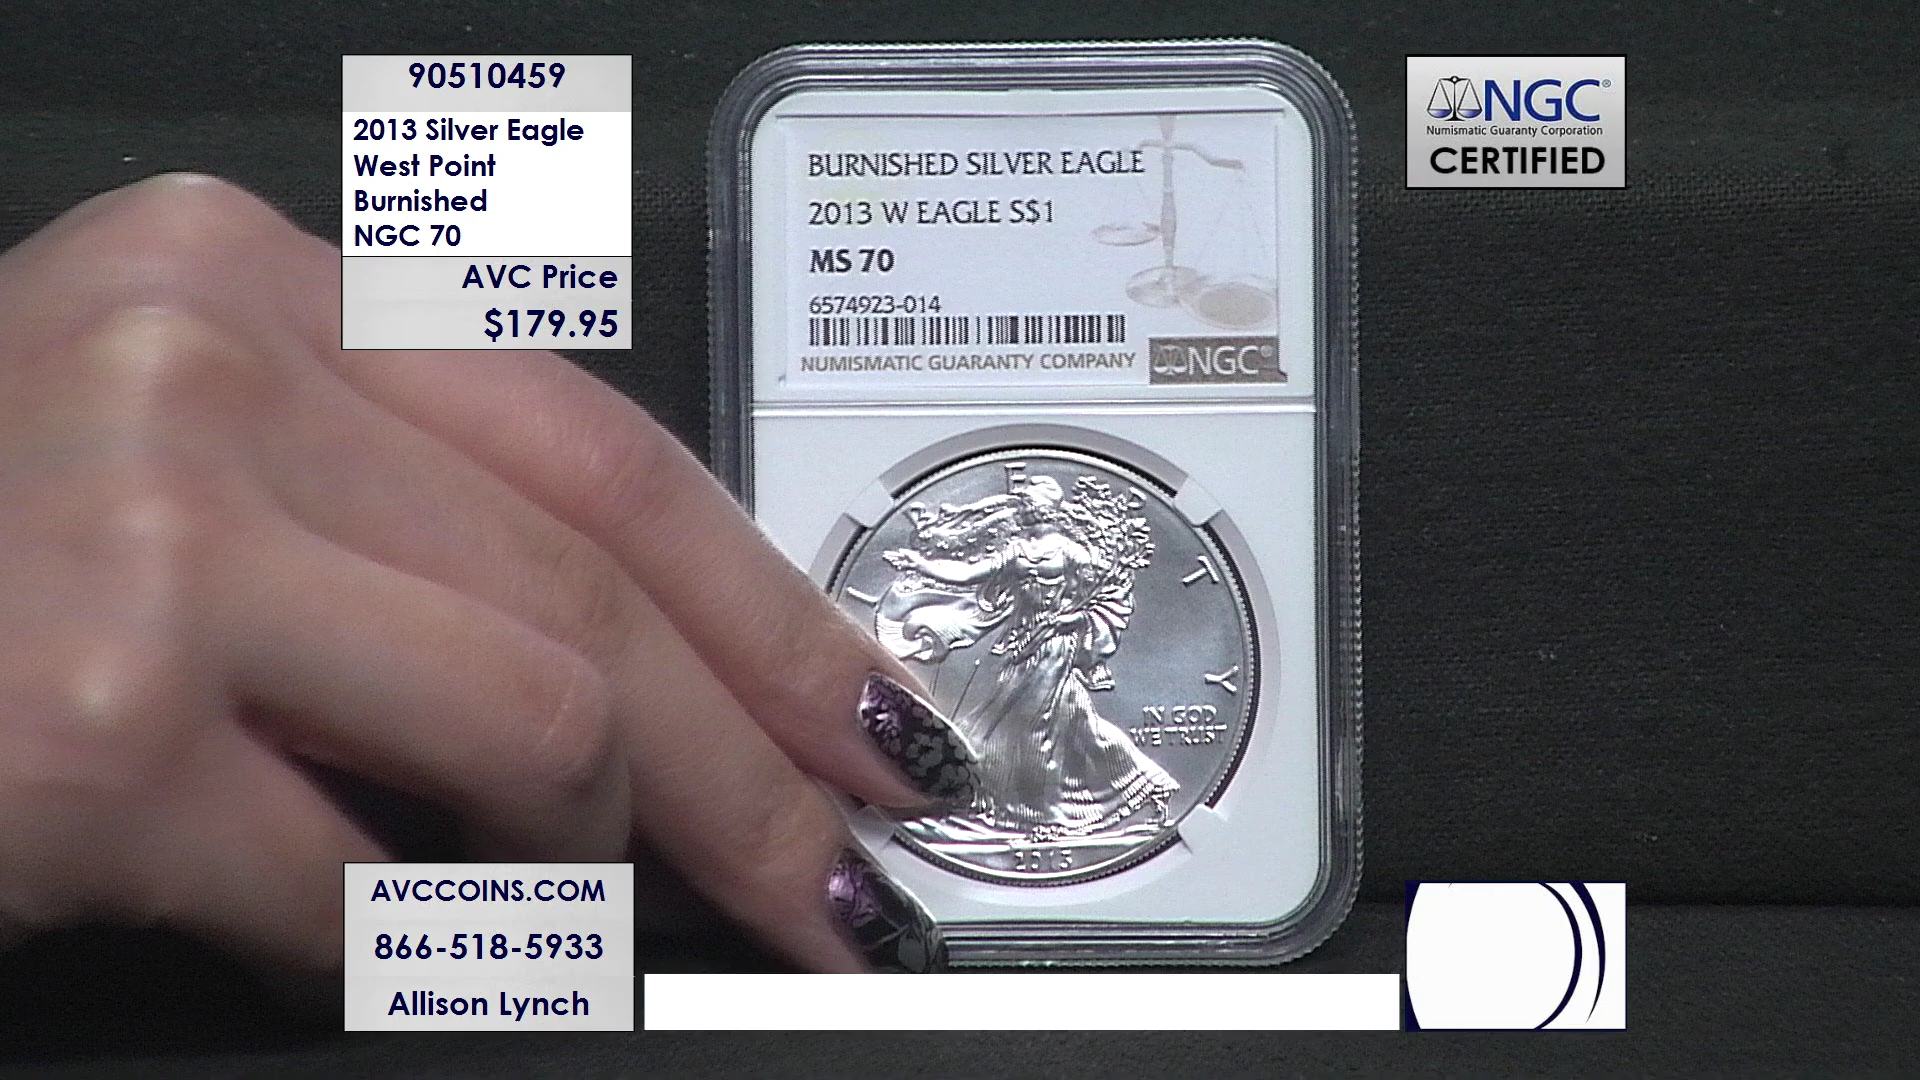 90510459
2013 Silver Eagle
West Point
Burnished
NGC 70
AVC Price
$179.95
BURNISHED SILVER EAGLE
2013 W EAGLE S$1
MS 70
6574923-014
NUMISMATIC GUARANTY COMPANY
NGC®
L I B E R T Y
IN GOD
WE TRUST
2013
NGC®
Numismatic Guaranty Corporation
CERTIFIED
AVCCOINS.COM
866-518-5933
Allison Lynch